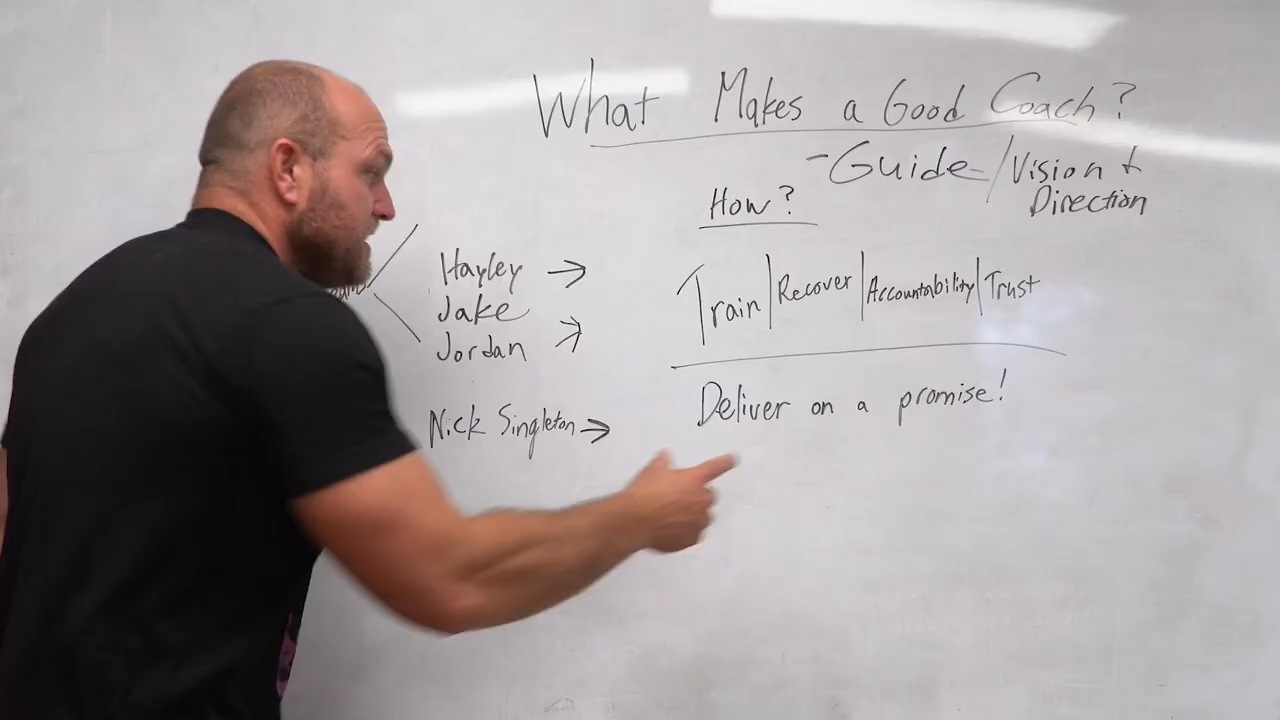 What Makes a Good Coach?
- Guide / Vision +
Direction
How?
Hayley →
Jake
Jordan →
Train | Recover | Accountability | Trust
Nick Singleton →
Deliver on a promise!